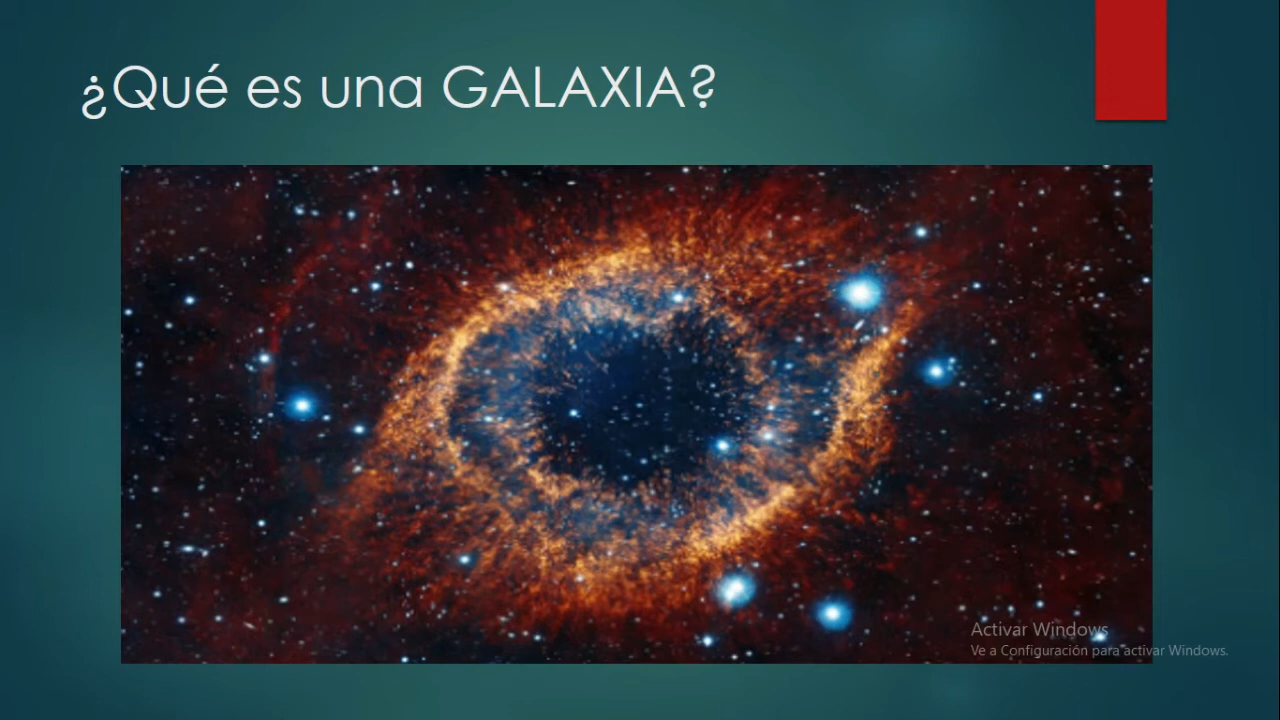 ¿Qué es una GALAXIA?
Activar Windows
Ve a Configuración para activar Windows.